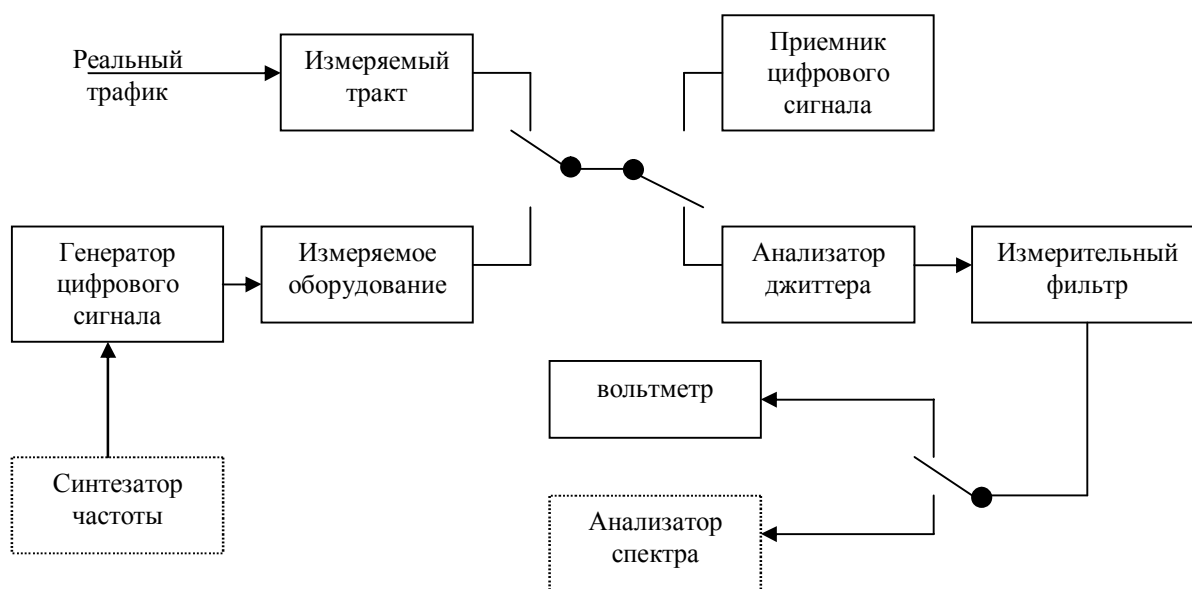 Реальный
трафик
Измеряемый
тракт
Приемник
цифрового
сигнала
Генератор
цифрового
сигнала
Измеряемое
оборудование
Анализатор
джиттера
Измерительный
фильтр
вольтметр
Синтезатор
частоты
Анализатор
спектра